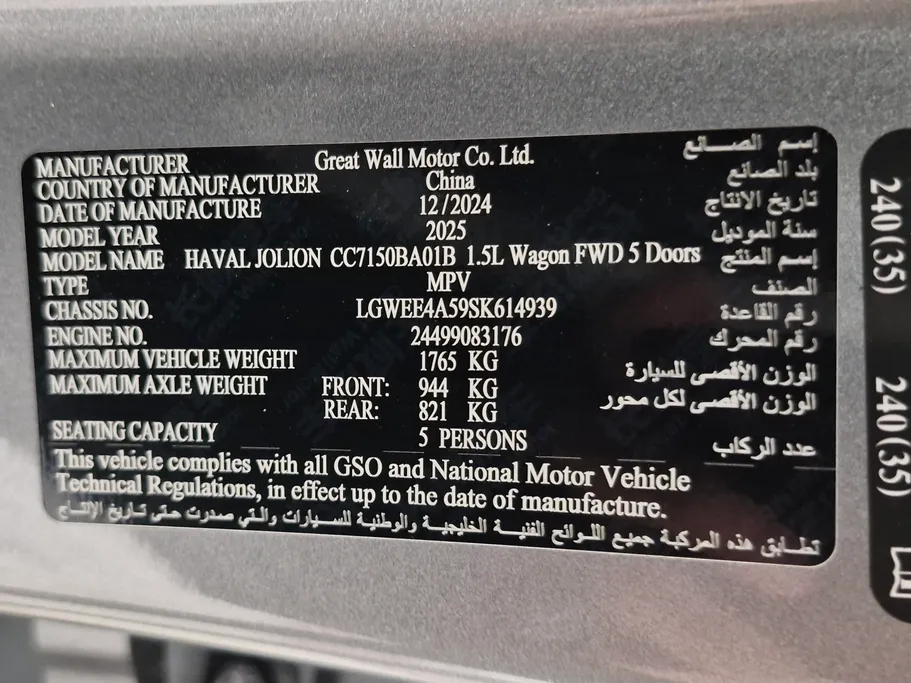 MANUFACTURER Great Wall Motor Co. Ltd. إسم الصانع
COUNTRY OF MANUFACTURER China بلد الصانع
DATE OF MANUFACTURE 12/2024 تاريخ الانتاج
MODEL YEAR 2025 سنة الموديل
MODEL NAME HAVAL JOLION CC7150BA01B 1.5L Wagon FWD 5 Doors إسم المنتج
TYPE MPV الصنف
CHASSIS NO. LGWEE4A59SK614939 رقم القاعدة
ENGINE NO. 24499083176 رقم المحرك
MAXIMUM VEHICLE WEIGHT 1765 KG الوزن الأقصى للسيارة
MAXIMUM AXLE WEIGHT FRONT: 944 KG الوزن الأقصى لكل محور
REAR: 821 KG
SEATING CAPACITY 5 PERSONS عدد الركاب
This vehicle complies with all GSO and National Motor Vehicle
Technical Regulations, in effect up to the date of manufacture.
تطابق هذه المركبة جميع اللوائح الفنية الخليجية والوطنية للسيارات والتي صدرت حتى تاريخ الإنتاج
240(35)
240(35)